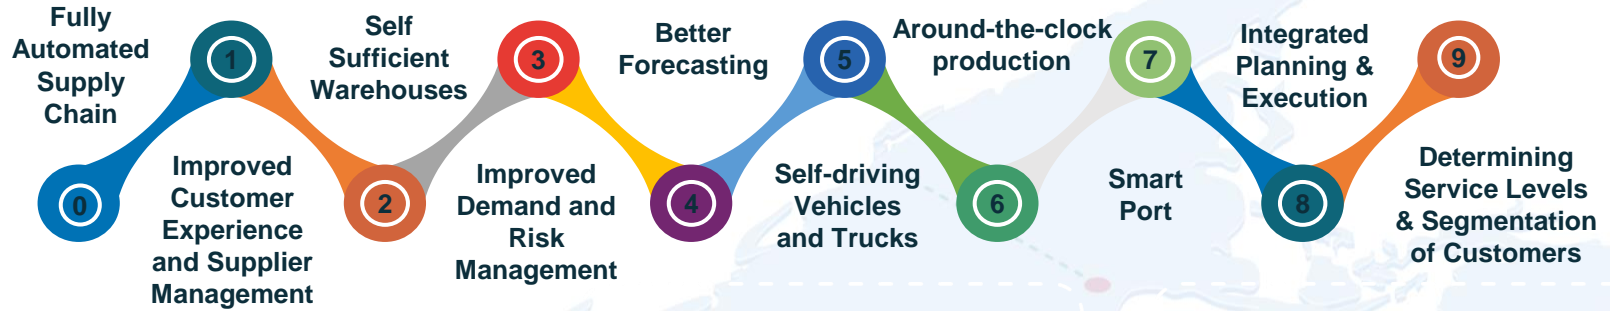 Fully
Automated
Supply
Chain
0
1
Improved
Customer
Experience
and Supplier
Management
Self
Sufficient
Warehouses
2
3
Improved
Demand and
Risk
Management
Better
Forecasting
4
5
Self-driving
Vehicles
and Trucks
Around-the-clock
production
6
7
Smart
Port
Integrated
Planning &
Execution
8
9
Determining
Service Levels
& Segmentation
of Customers